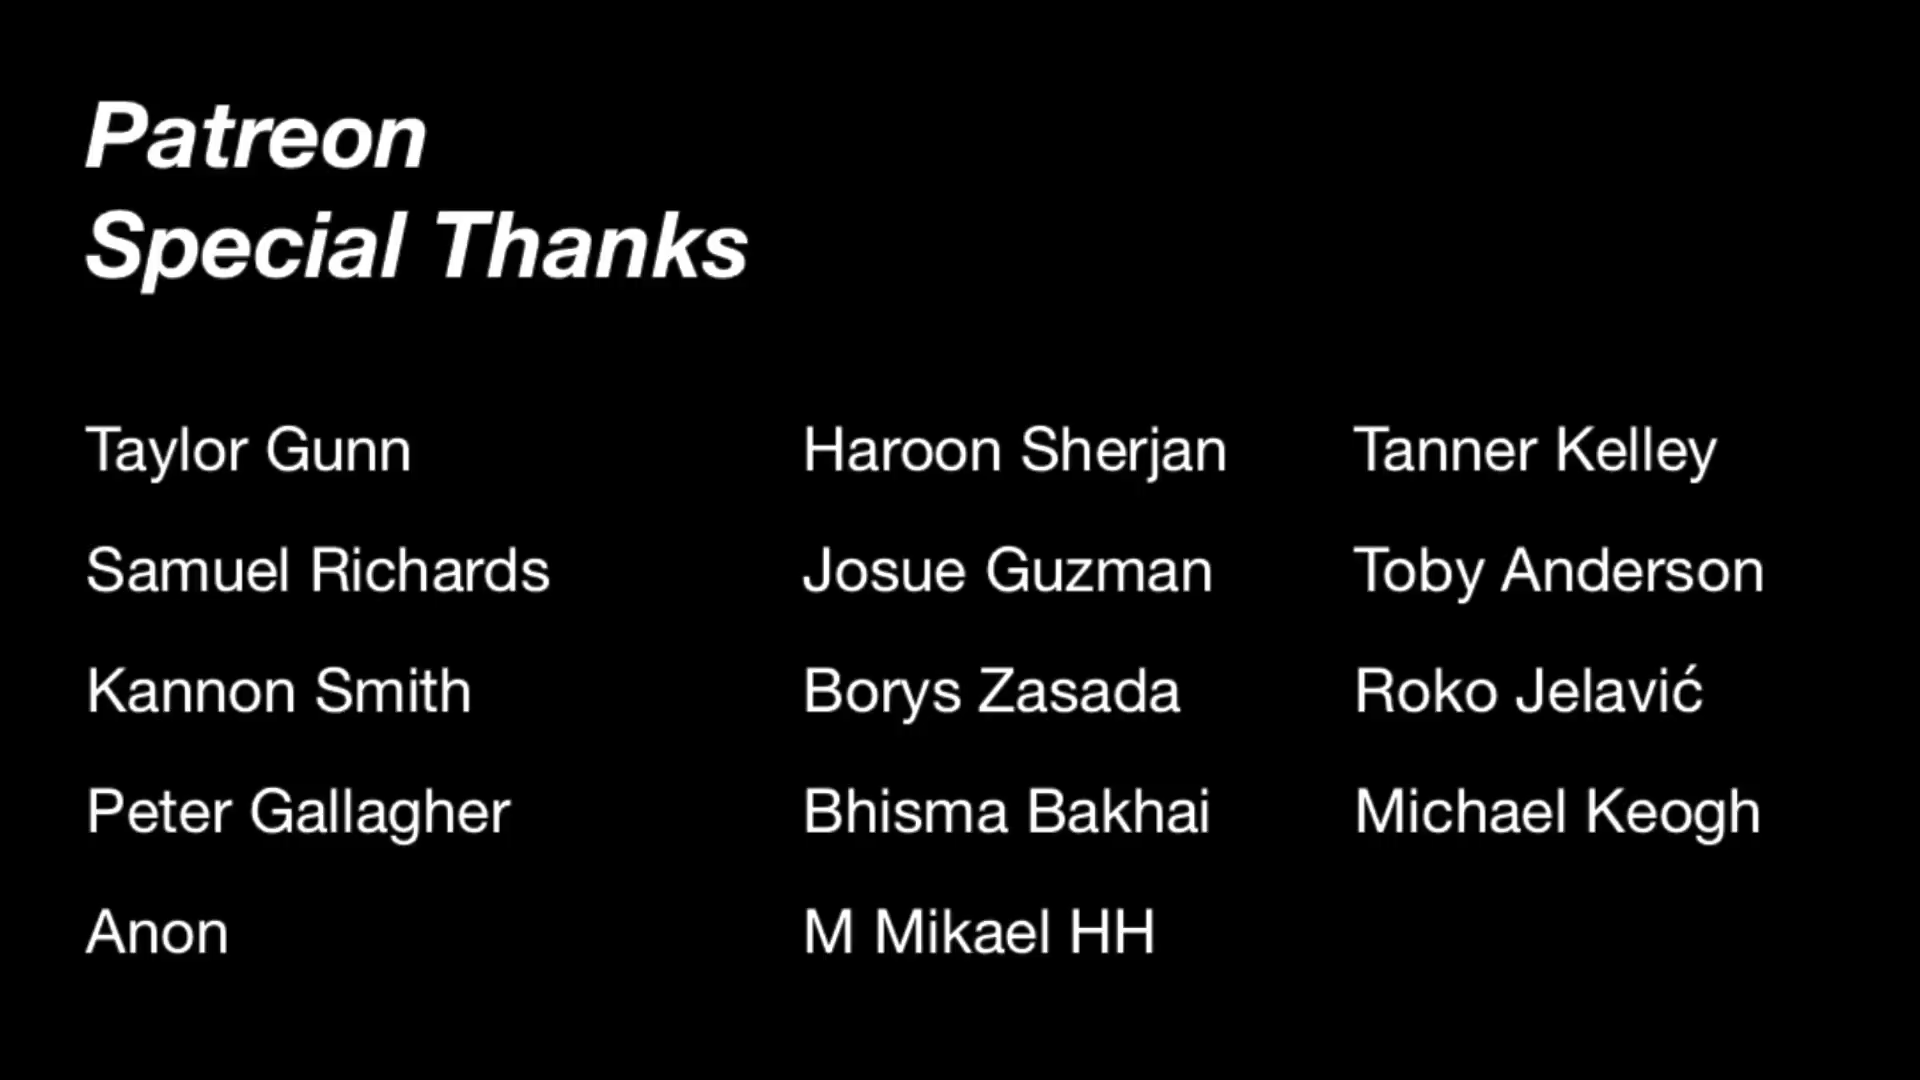 Patreon
Special Thanks
Taylor Gunn
Samuel Richards
Kannon Smith
Peter Gallagher
Anon
Haroon Sherjan
Josue Guzman
Borys Zasada
Bhisma Bakhai
M Mikael HH
Tanner Kelley
Toby Anderson
Roko Jelavić
Michael Keogh